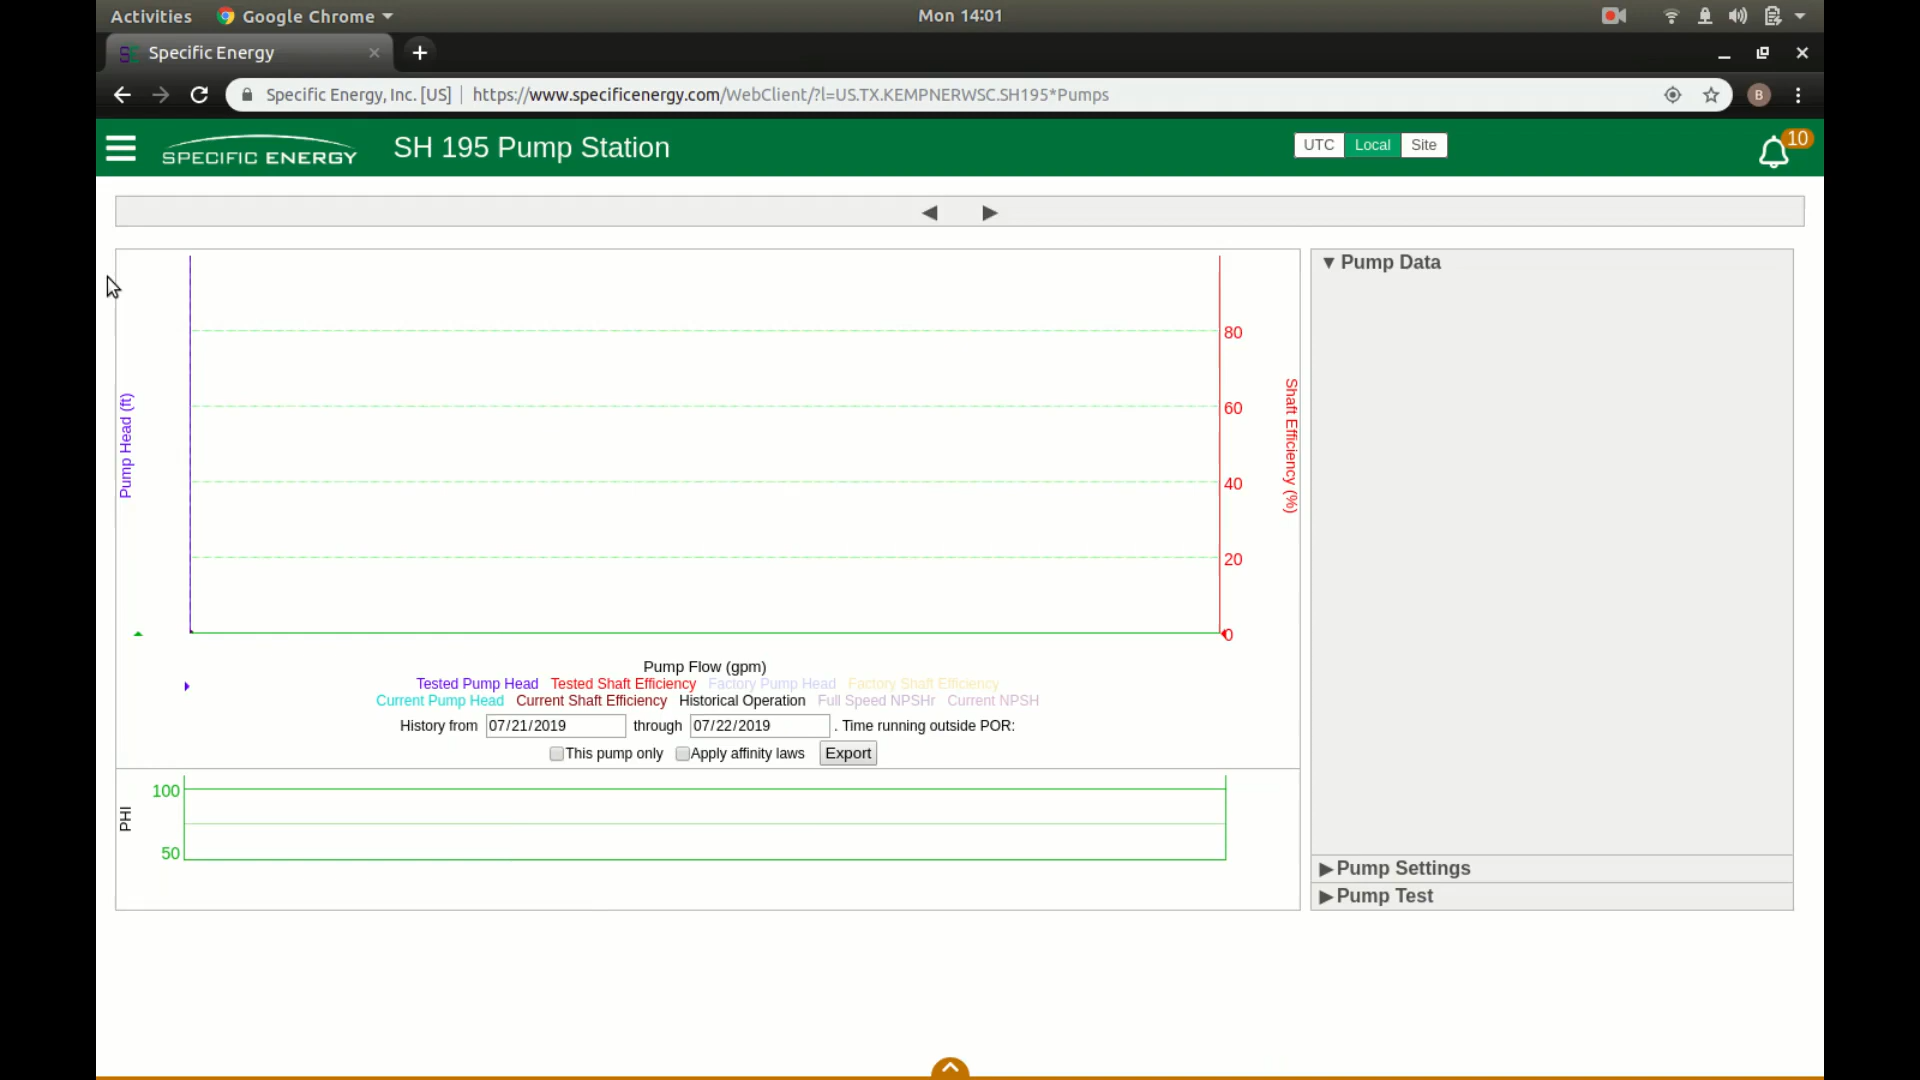 Activities Google Chrome Mon 14:01
Specific Energy
Specific Energy, Inc. [US] https://www.specificenergy.com/WebClient/?l=US.TX.KEMPNERWSC.SH195*Pumps B
SPECIFIC ENERGY SH 195 Pump Station UTC Local Site 10
Pump Data
Pump Head (ft)
80
60
40
20
0
Shaft Efficiency (%)
Pump Flow (gpm)
Tested Pump Head Tested Shaft Efficiency Factory Pump Head Factory Shaft Efficiency
Current Pump Head Current Shaft Efficiency Historical Operation Full Speed NPSHr Current NPSH
History from 07/21/2019 through 07/22/2019 . Time running outside POR:
This pump only Apply affinity laws Export
PHI
100
50
Pump Settings
Pump Test